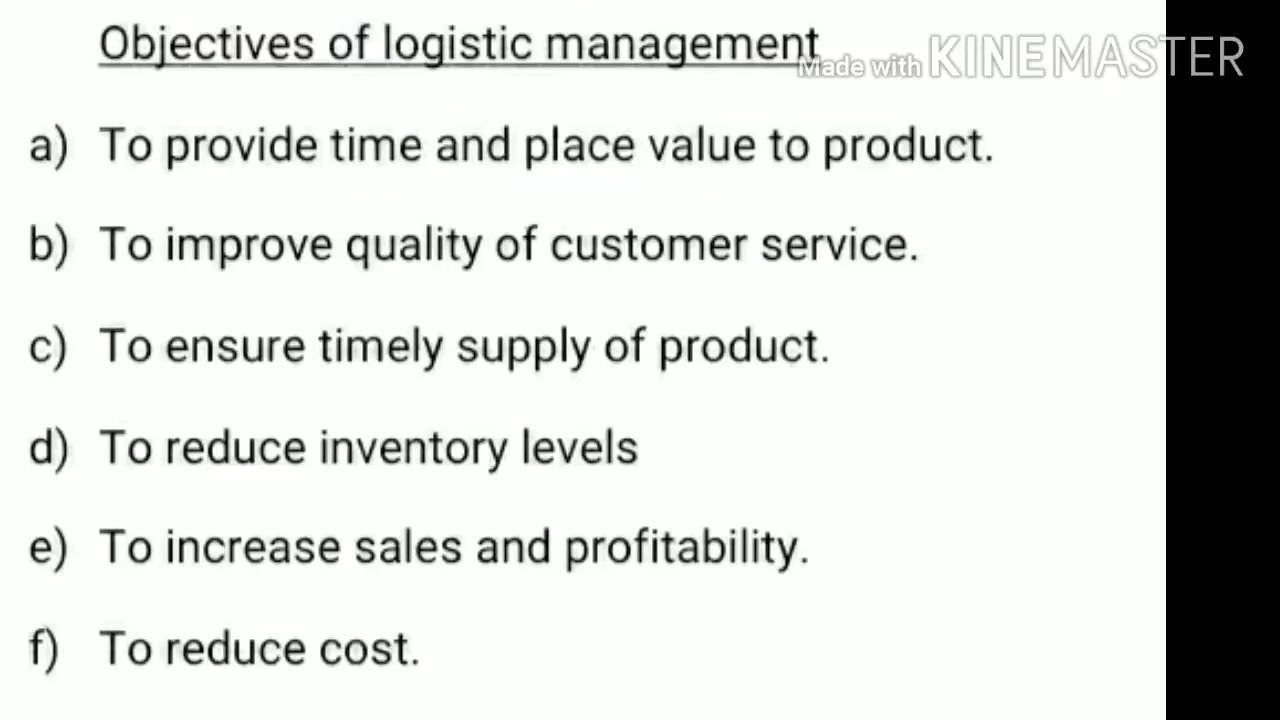 Objectives of logistic management
Made with KINEMASTER
a) To provide time and place value to product.
b) To improve quality of customer service.
c) To ensure timely supply of product.
d) To reduce inventory levels
e) To increase sales and profitability.
f) To reduce cost.